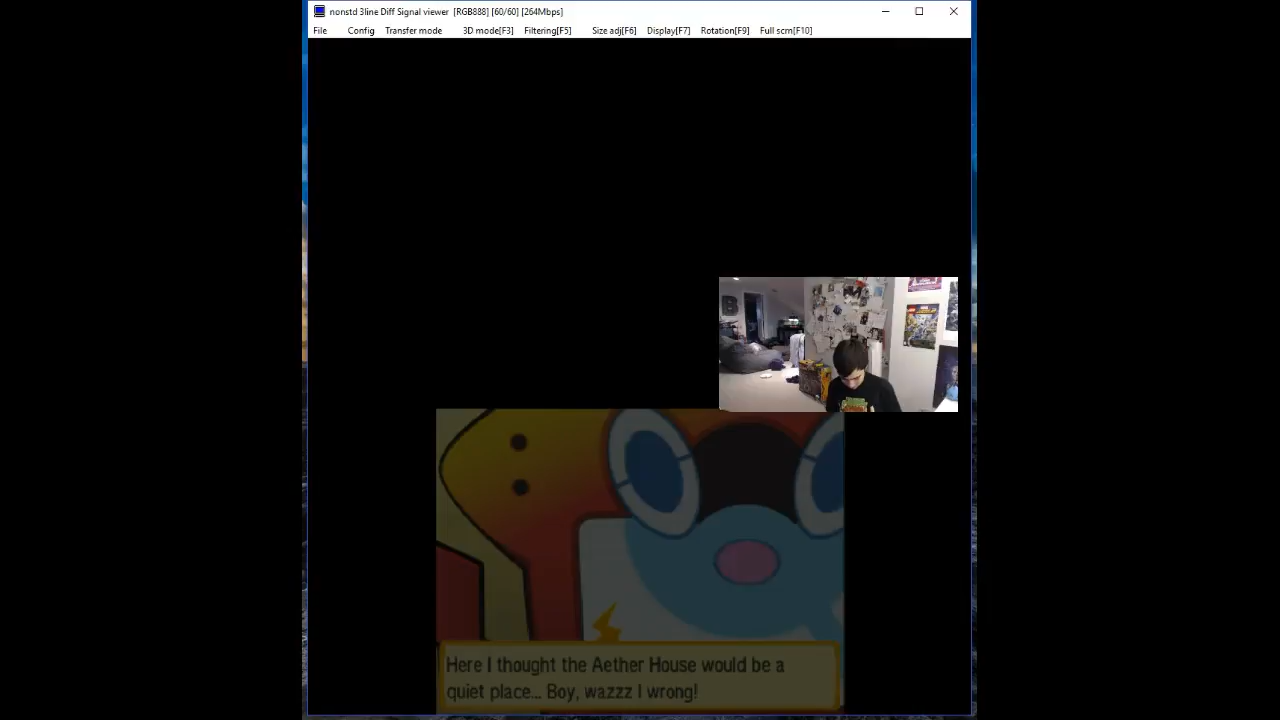 nonstd 3line Diff Signal viewer [RGB888] [60/60] [264Mbps]
File Config Transfer mode 3D mode[F3] Filtering[F5] Size adj[F6] Display[F7] Rotation[F9] Full scrn[F10]
B
Here I thought the Aether House would be a
quiet place... Boy, wazzz I wrong!